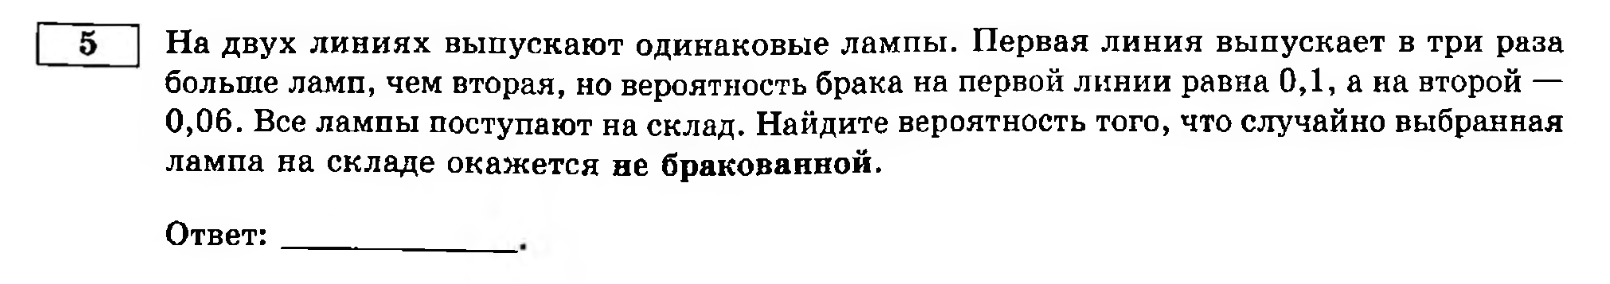 5
На двух линиях выпускают одинаковые лампы. Первая линия выпускает в три раза
больше ламп, чем вторая, но вероятность брака на первой линии равна 0,1, а на второй —
0,06. Все лампы поступают на склад. Найдите вероятность того, что случайно выбранная
лампа на складе окажется не бракованной.
Ответ: ____________.